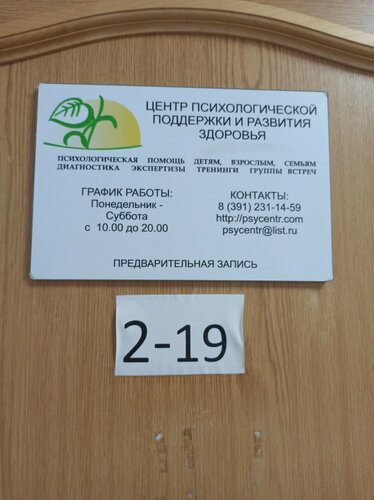 ЦЕНТР ПСИХОЛОГИЧЕСКОЙ
ПОДДЕРЖКИ И РАЗВИТИЯ
ЗДОРОВЬЯ
ПСИХОЛОГИЧЕСКАЯ ПОМОЩЬ ДЕТЯМ, ВЗРОСЛЫМ, СЕМЬЯМ
ДИАГНОСТИКА ЭКСПЕРТИЗЫ ТРЕНИНГИ ГРУППЫ ВСТРЕЧ
ГРАФИК РАБОТЫ:
Понедельник -
Суббота
с 10.00 до 20.00
КОНТАКТЫ:
8 (391) 231-14-59
http://psycentr.com
psycentr@list.ru
ПРЕДВАРИТЕЛЬНАЯ ЗАПИСЬ
2-19